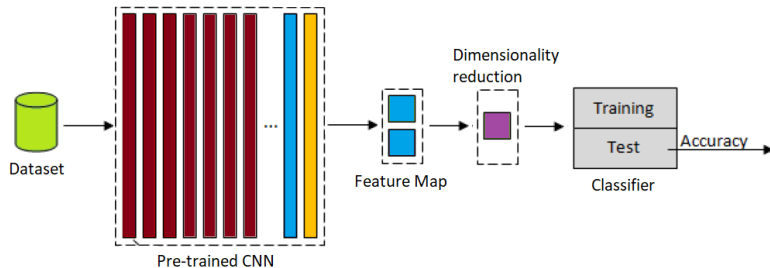 Dimensionality
reduction
Training
...
Test
Accuracy
Dataset
Feature Map
Classifier
Pre-trained CNN